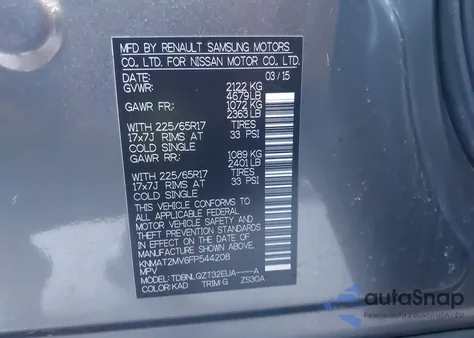 MFD BY RENAULT SAMSUNG MOTORS
CO., LTD. FOR NISSAN MOTOR CO., LTD.
DATE: 03/15
GVWR: 2122 KG
4679 LB
GAWR FR: 1072 KG
2363 LB
WITH 225/65R17 TIRES
17x7J RIMS AT 33 PSI
COLD SINGLE
GAWR RR: 1089 KG
2401 LB
WITH 225/65R17 TIRES
17x7J RIMS AT 33 PSI
COLD SINGLE
THIS VEHICLE CONFORMS
TO ALL APPLICABLE FEDERAL
MOTOR VEHICLE SAFETY AND
THEFT PREVENTION STANDARDS
IN EFFECT ON THE DATE OF
MANUFACTURE SHOWN ABOVE.
KNMAT2MV6FP544208
MPV
MODEL: TDBNLQZT32EUA----A
COLOR: KAD TRIM: G ZS30A
autoSnap